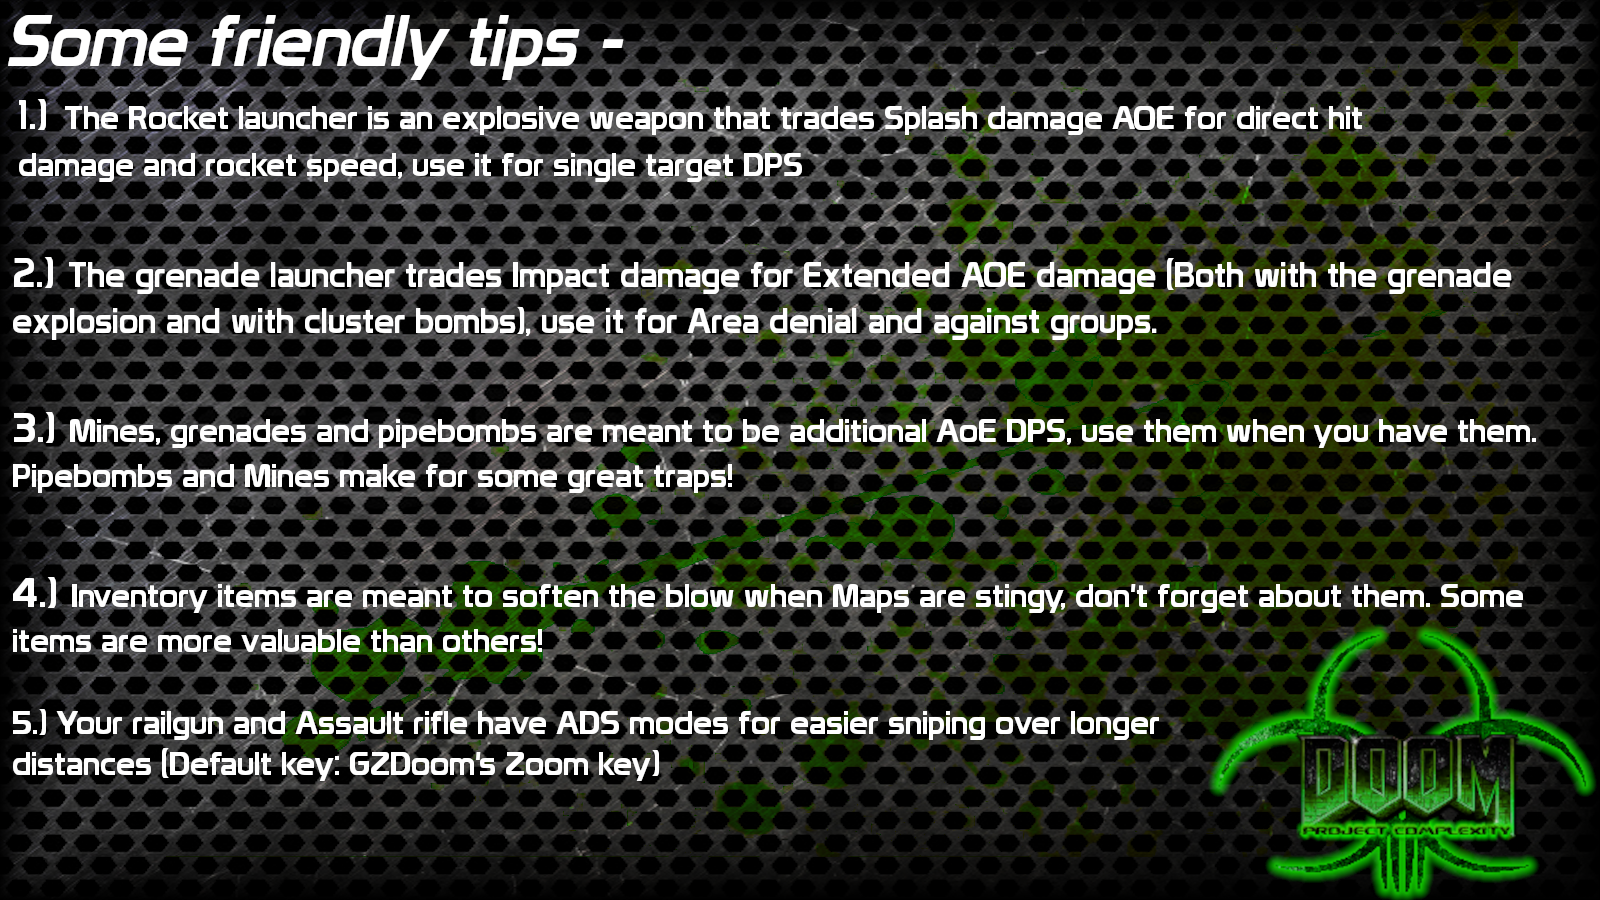 Some friendly tips -
1.) The Rocket launcher is an explosive weapon that trades Splash damage AOE for direct hit
damage and rocket speed, use it for single target DPS
2.) The grenade launcher trades Impact damage for Extended AOE damage (Both with the grenade
explosion and with cluster bombs), use it for Area denial and against groups.
3.) Mines, grenades and pipebombs are meant to be additional AoE DPS, use them when you have them.
Pipebombs and Mines make for some great traps!
4.) Inventory items are meant to soften the blow when Maps are stingy, don't forget about them. Some
items are more valuable than others!
5.) Your railgun and Assault rifle have ADS modes for easier sniping over longer
distances (Default key: GZDoom's Zoom key)
DOOM
PROJECT COMPLEXITY